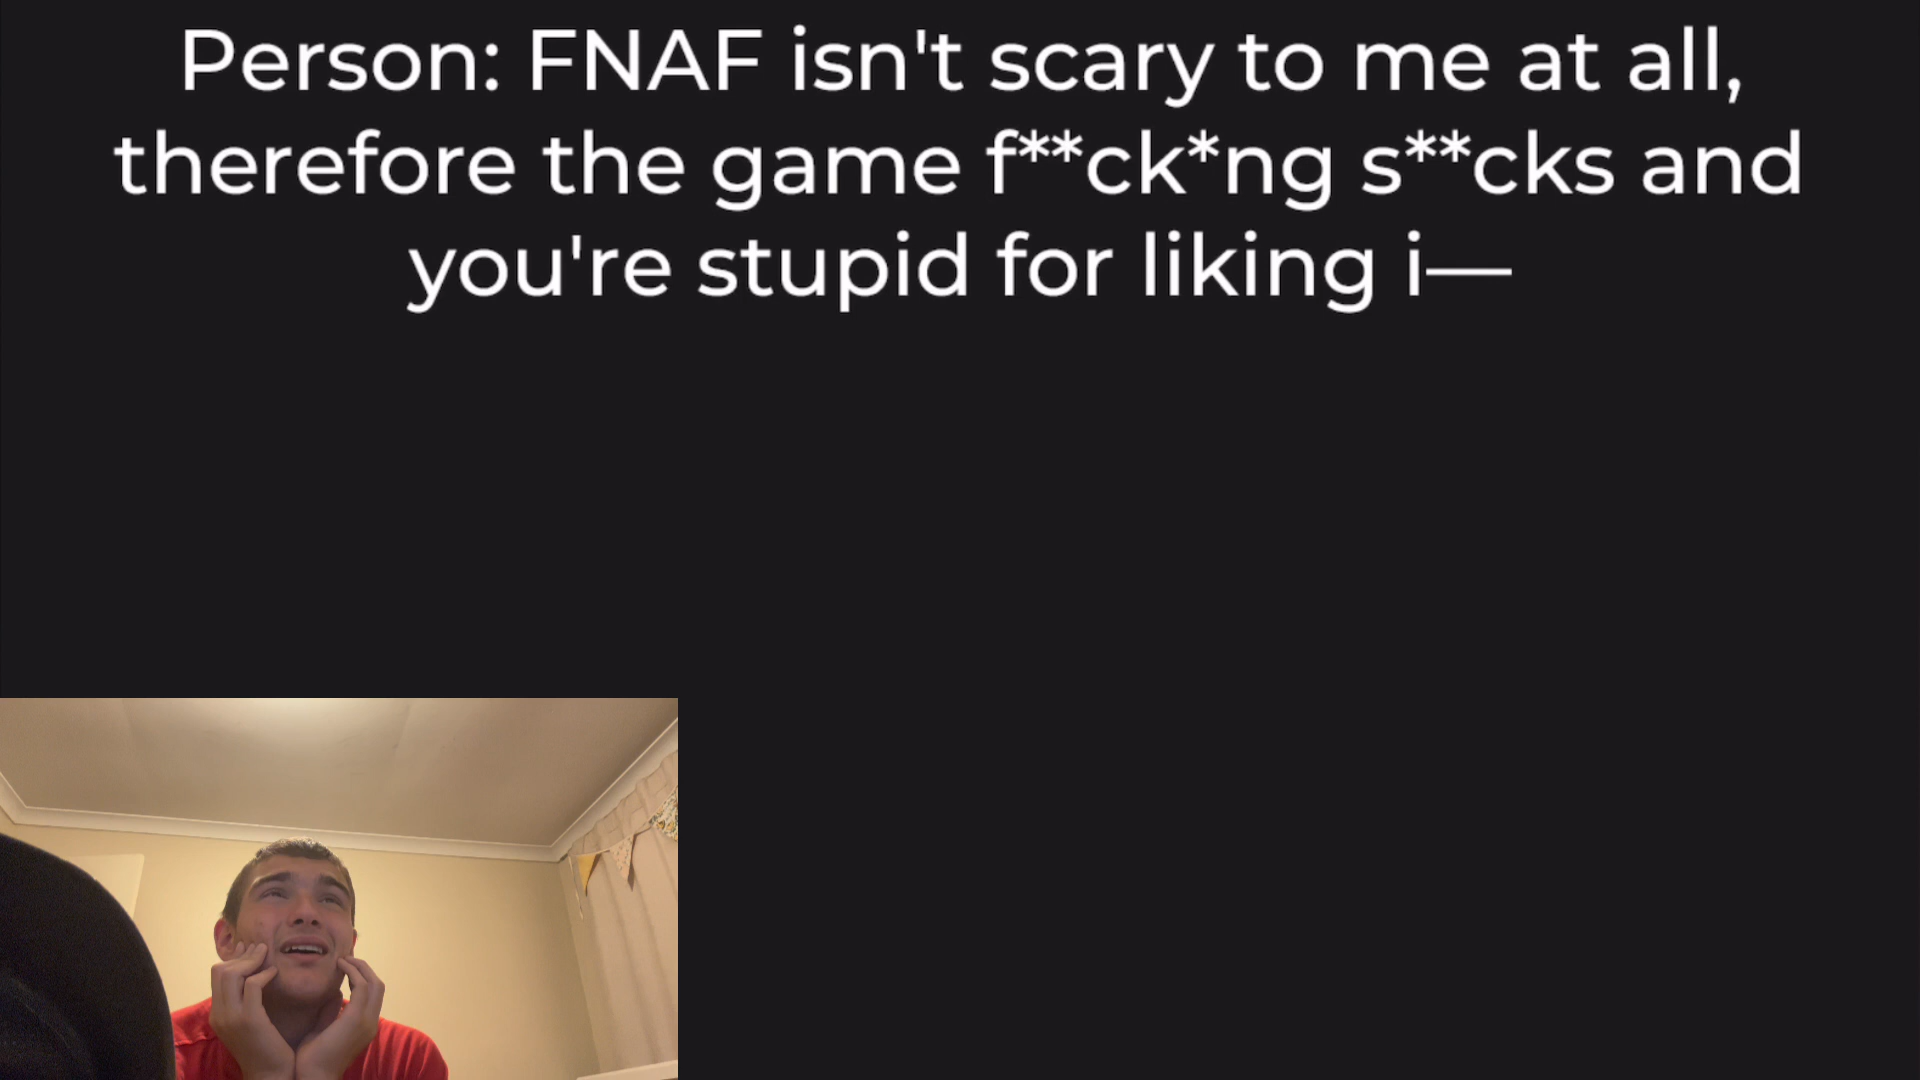 Person: FNAF isn't scary to me at all,
therefore the game f**ck*ng s**cks and
you're stupid for liking i—